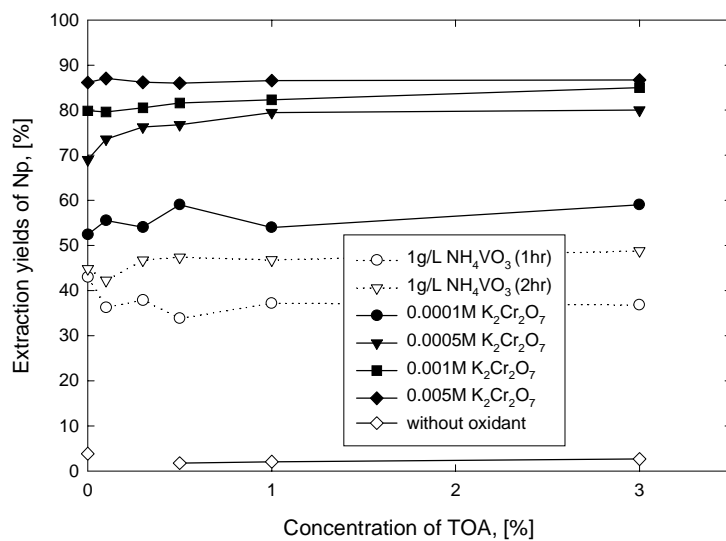 100
90
80
70
60
50
40
30
20
10
0
Extraction yields of Np, [%]
1g/L NH₄VO₃ (1hr)
1g/L NH₄VO₃ (2hr)
0.0001M K₂Cr₂O₇
0.0005M K₂Cr₂O₇
0.001M K₂Cr₂O₇
0.005M K₂Cr₂O₇
without oxidant
0 1 2 3
Concentration of TOA, [%]